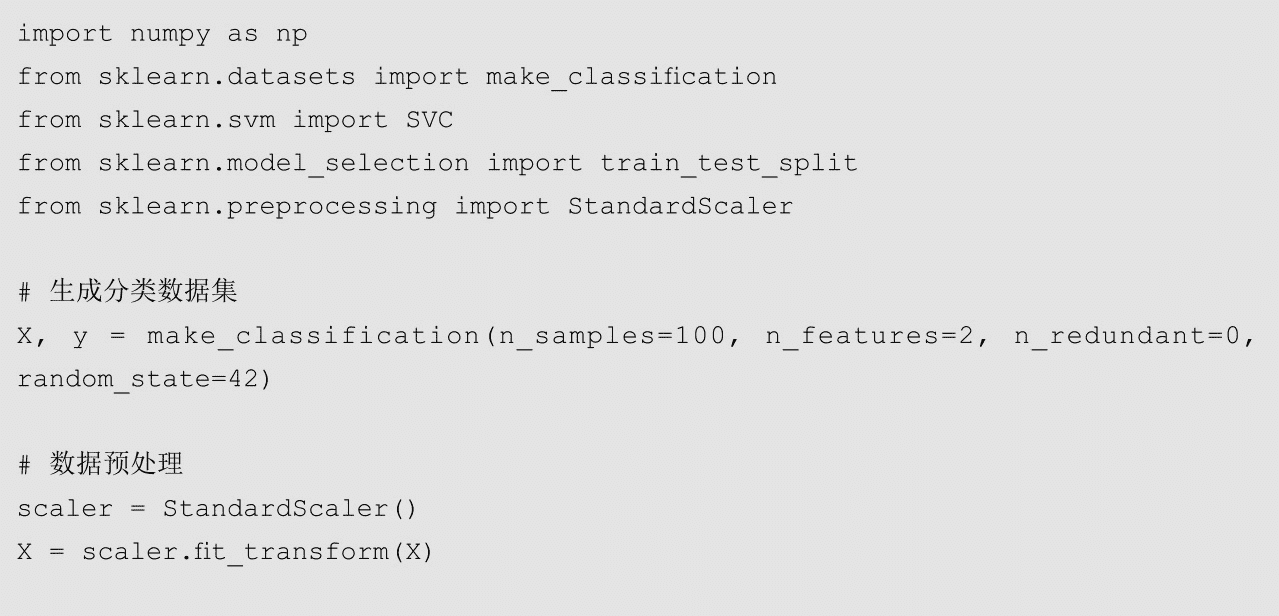 import numpy as np
from sklearn.datasets import make_classification
from sklearn.svm import SVC
from sklearn.model_selection import train_test_split
from sklearn.preprocessing import StandardScaler
# 生成分类数据集
X, y = make_classification(n_samples=100, n_features=2, n_redundant=0,
random_state=42)
# 数据预处理
scaler = StandardScaler()
X = scaler.fit_transform(X)